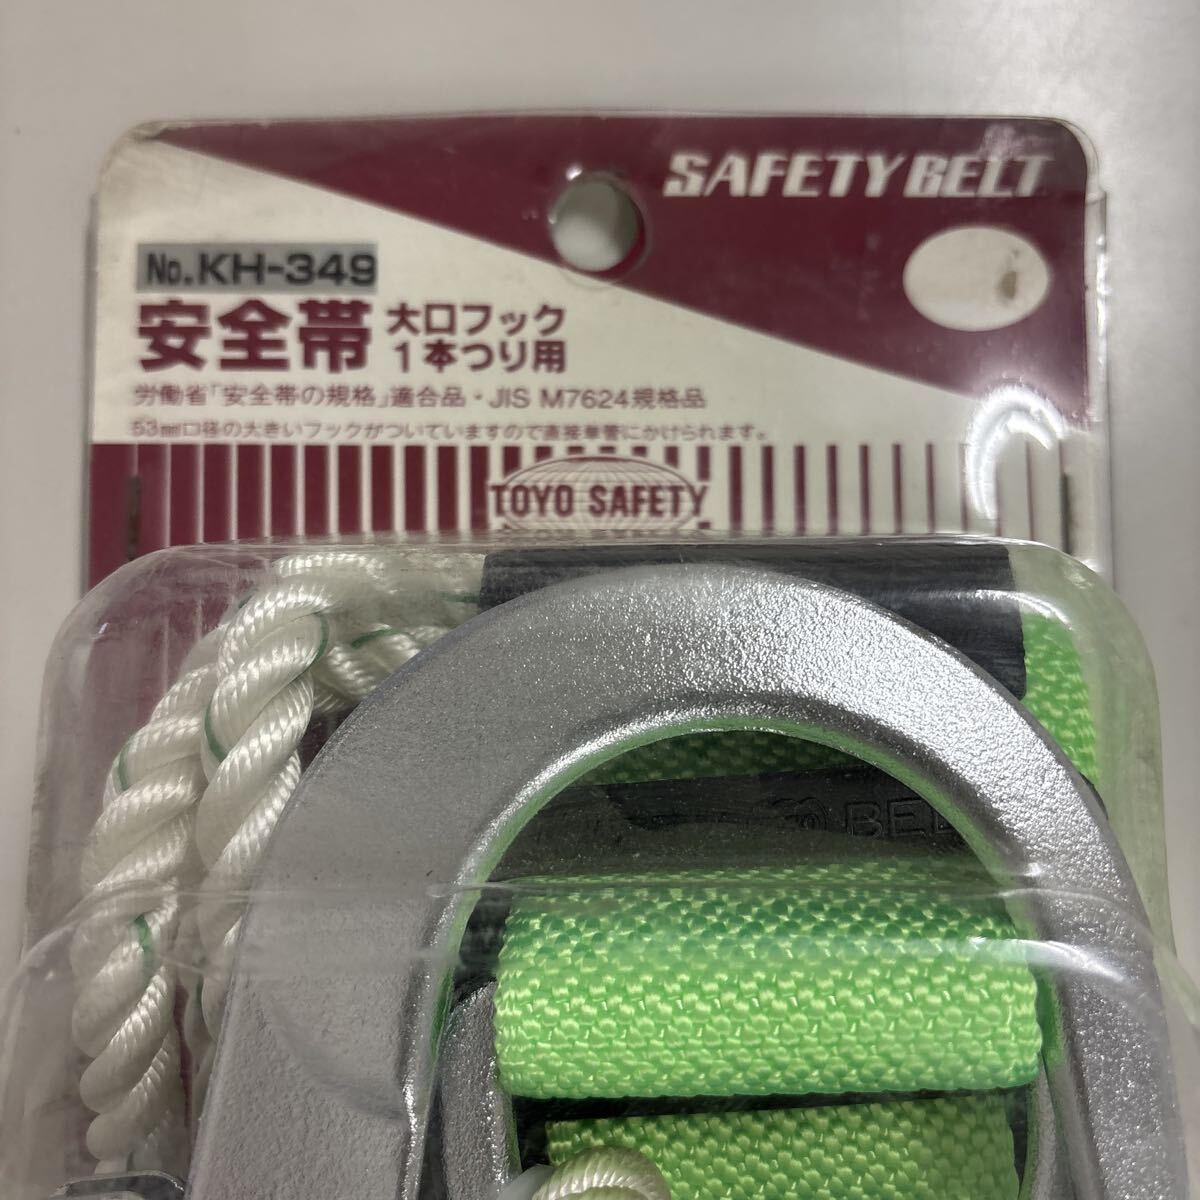 SAFETY BELT
No.KH-349
安全帯
大口フック
1本つり用
労働省「安全帯の規格」適合品・JIS M7624規格品
53mm口径の大きいフックがついていますので直接単管にかけられます。
TOYO SAFETY